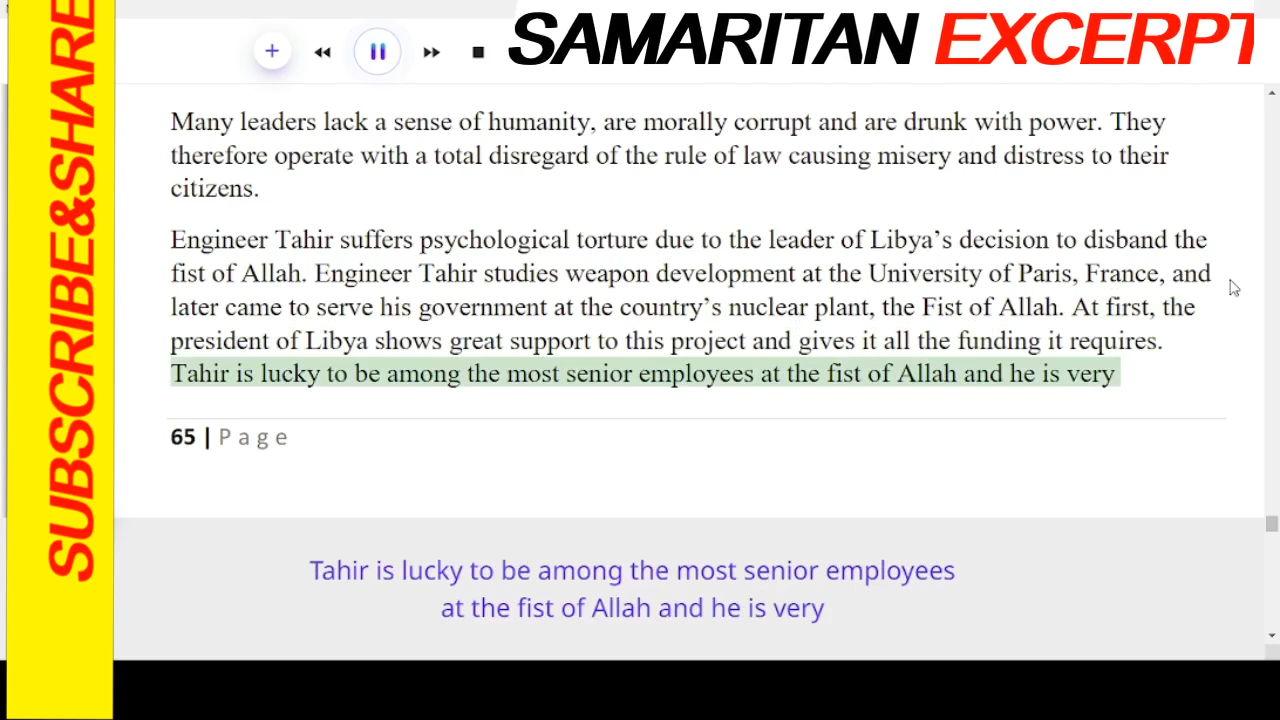 SAMARITAN EXCERPT
SUBSCRIBE&SHARE
Many leaders lack a sense of humanity, are morally corrupt and are drunk with power. They
therefore operate with a total disregard of the rule of law causing misery and distress to their
citizens.
Engineer Tahir suffers psychological torture due to the leader of Libya's decision to disband the
fist of Allah. Engineer Tahir studies weapon development at the University of Paris, France, and
later came to serve his government at the country's nuclear plant, the Fist of Allah. At first, the
president of Libya shows great support to this project and gives it all the funding it requires.
Tahir is lucky to be among the most senior employees at the fist of Allah and he is very
65 | Page
Tahir is lucky to be among the most senior employees
at the fist of Allah and he is very